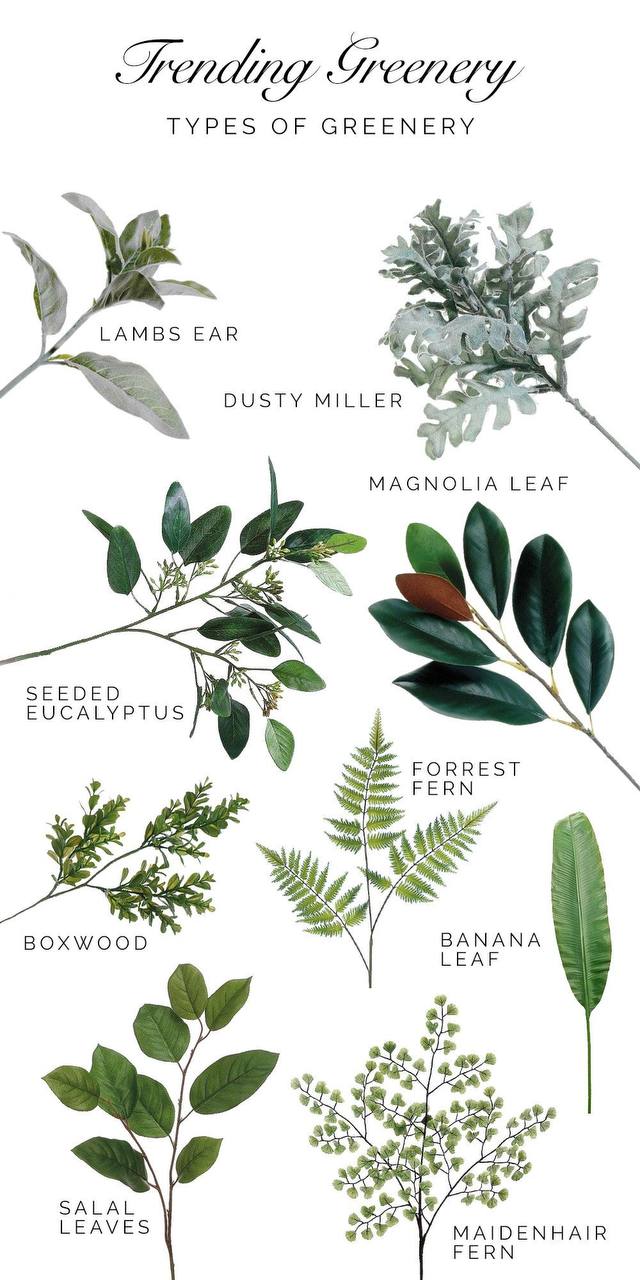 Trending Greenery
TYPES OF GREENERY
LAMBS EAR
DUSTY MILLER
MAGNOLIA LEAF
SEEDED
EUCALYPTUS
FORREST
FERN
BOXWOOD
BANANA
LEAF
SALAL
LEAVES
MAIDENHAIR
FERN